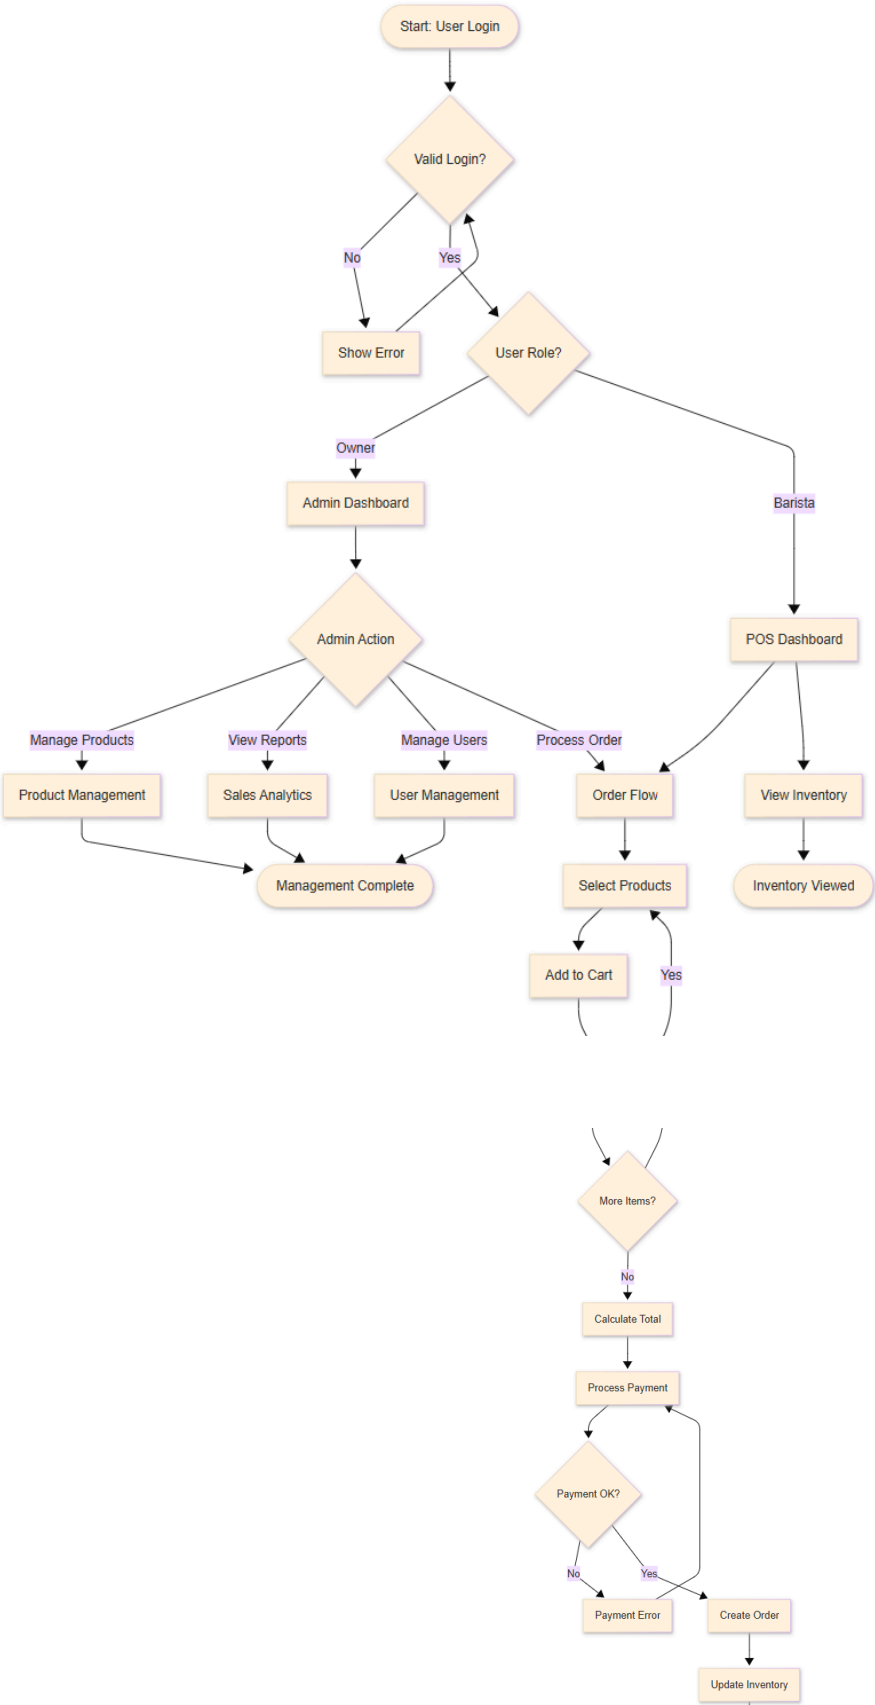 Start: User Login
Valid Login?
No
Yes
Show Error
User Role?
Owner
Admin Dashboard
Barista
Admin Action
POS Dashboard
Manage Products
View Reports
Manage Users
Process Order
Product Management
Sales Analytics
User Management
Order Flow
View Inventory
Management Complete
Select Products
Inventory Viewed
Add to Cart
Yes
More Items?
No
Calculate Total
Process Payment
Payment OK?
No
Yes
Payment Error
Create Order
Update Inventory